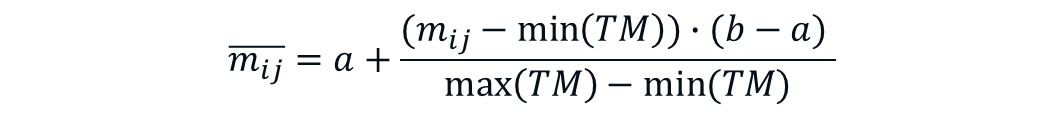 $\overline{m_{ij}} = a + \frac{(m_{ij} - \min(TM)) \cdot (b - a)}{\max(TM) - \min(TM)}$